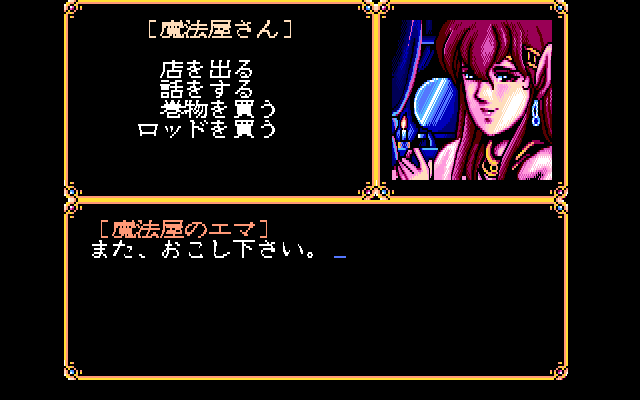 [魔法屋さん]
店を出る
話をする
巻物を買う
ロッドを買う
[魔法屋のエマ]
また、おこし下さい。